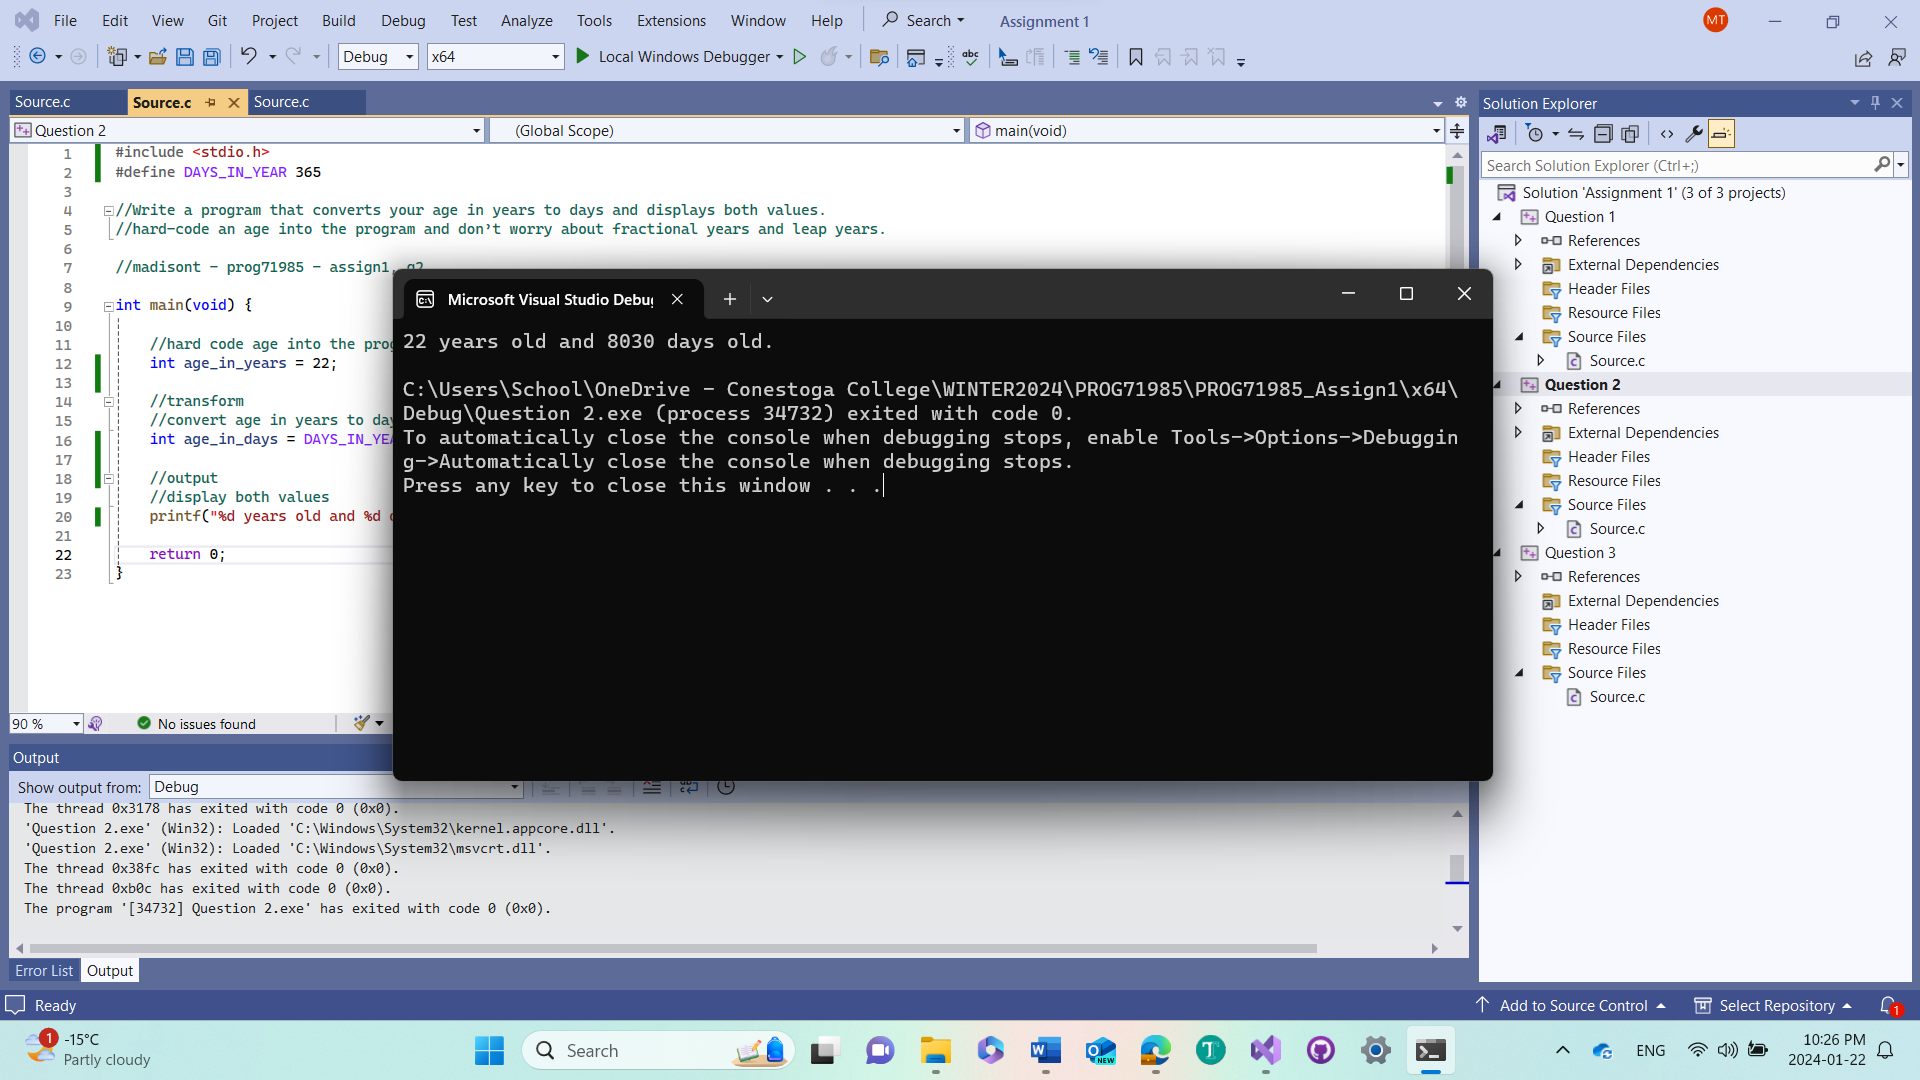 File Edit View Git Project Build Debug Test Analyze Tools Extensions Window Help Search Assignment 1 MT
Debug x64 Local Windows Debugger
Source.c Source.c Source.c
Question 2 (Global Scope) main(void)
1 #include <stdio.h>
2 #define DAYS_IN_YEAR 365
3
4 //Write a program that converts your age in years to days and displays both values.
5 //hard-code an age into the program and don't worry about fractional years and leap years.
6
7 //madisont - prog71985 - assign1, q2
8
9 int main(void) {
10
11 //hard code age into the prog
12 int age_in_years = 22;
13
14 //transform
15 //convert age in years to day
16 int age_in_days = DAYS_IN_YEA
17
18 //output
19 //display both values
20 printf("%d years old and %d d
21
22 return 0;
23 }
90 % No issues found
Microsoft Visual Studio Debug
22 years old and 8030 days old.
C:\Users\School\OneDrive - Conestoga College\WINTER2024\PROG71985\PROG71985_Assign1\x64\
Debug\Question 2.exe (process 34732) exited with code 0.
To automatically close the console when debugging stops, enable Tools->Options->Debuggin
g->Automatically close the console when debugging stops.
Press any key to close this window . . .
Output
Show output from: Debug
The thread 0x3178 has exited with code 0 (0x0).
'Question 2.exe' (Win32): Loaded 'C:\Windows\System32\kernel.appcore.dll'.
'Question 2.exe' (Win32): Loaded 'C:\Windows\System32\msvcrt.dll'.
The thread 0x38fc has exited with code 0 (0x0).
The thread 0xb0c has exited with code 0 (0x0).
The program '[34732] Question 2.exe' has exited with code 0 (0x0).
Error List Output
Solution Explorer
Search Solution Explorer (Ctrl+;)
Solution 'Assignment 1' (3 of 3 projects)
Question 1
References
External Dependencies
Header Files
Resource Files
Source Files
Source.c
Question 2
References
External Dependencies
Header Files
Resource Files
Source Files
Source.c
Question 3
References
External Dependencies
Header Files
Resource Files
Source Files
Source.c
Ready Add to Source Control Select Repository 1
1 -15°C
Partly cloudy
Search
ENG
10:26 PM
2024-01-22